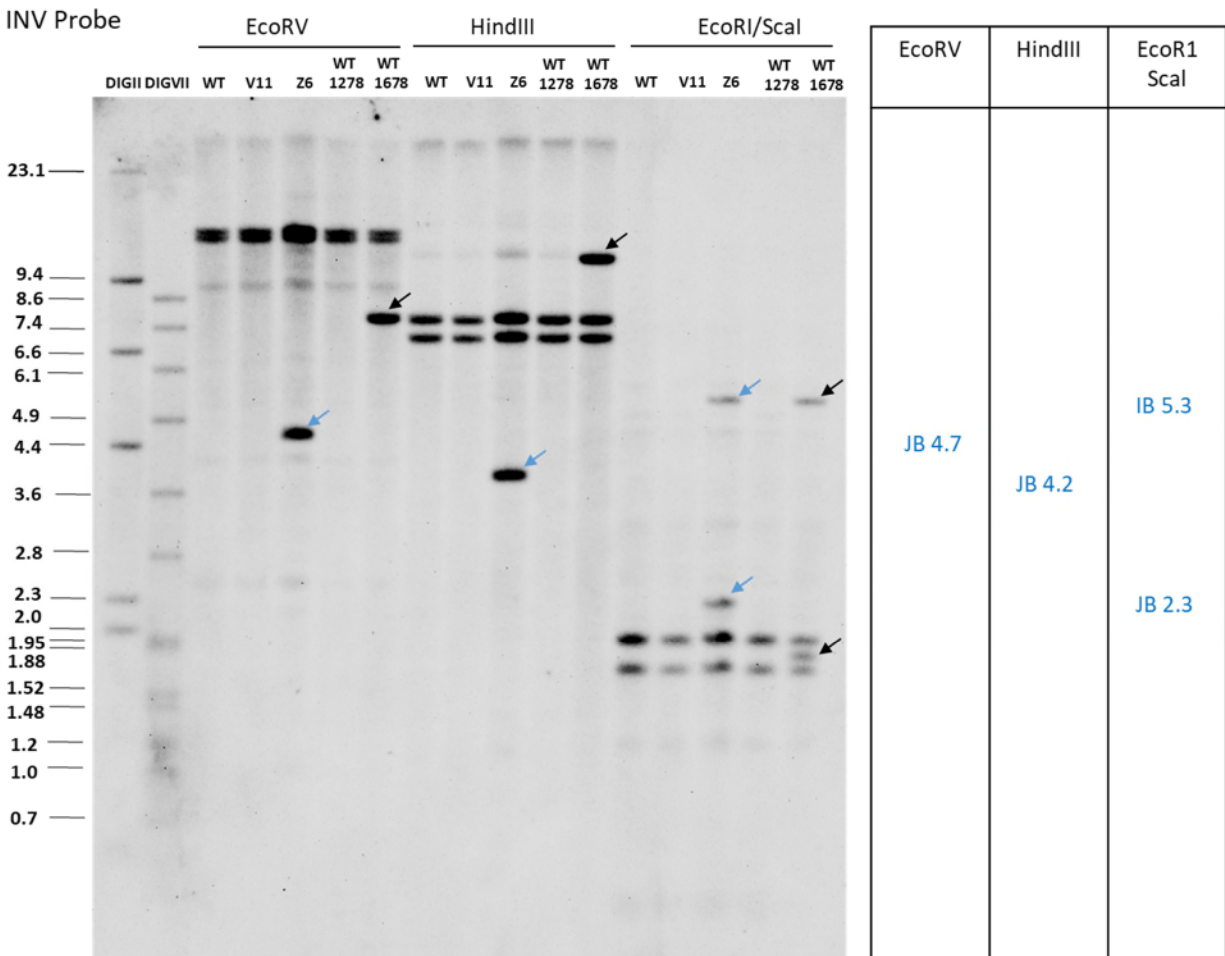 INV Probe
EcoRV HindIII EcoRI/ScaI
DIGII DIGVII WT V11 Z6 WT 1278 WT 1678 WT V11 Z6 WT 1278 WT 1678 WT V11 Z6 WT 1278 WT 1678
23.1
9.4
8.6
7.4
6.6
6.1
4.9
4.4
3.6
2.8
2.3
2.0
1.95
1.88
1.52
1.48
1.2
1.0
0.7
EcoRV HindIII EcoR1
ScaI
IB 5.3
JB 4.7
JB 4.2
JB 2.3